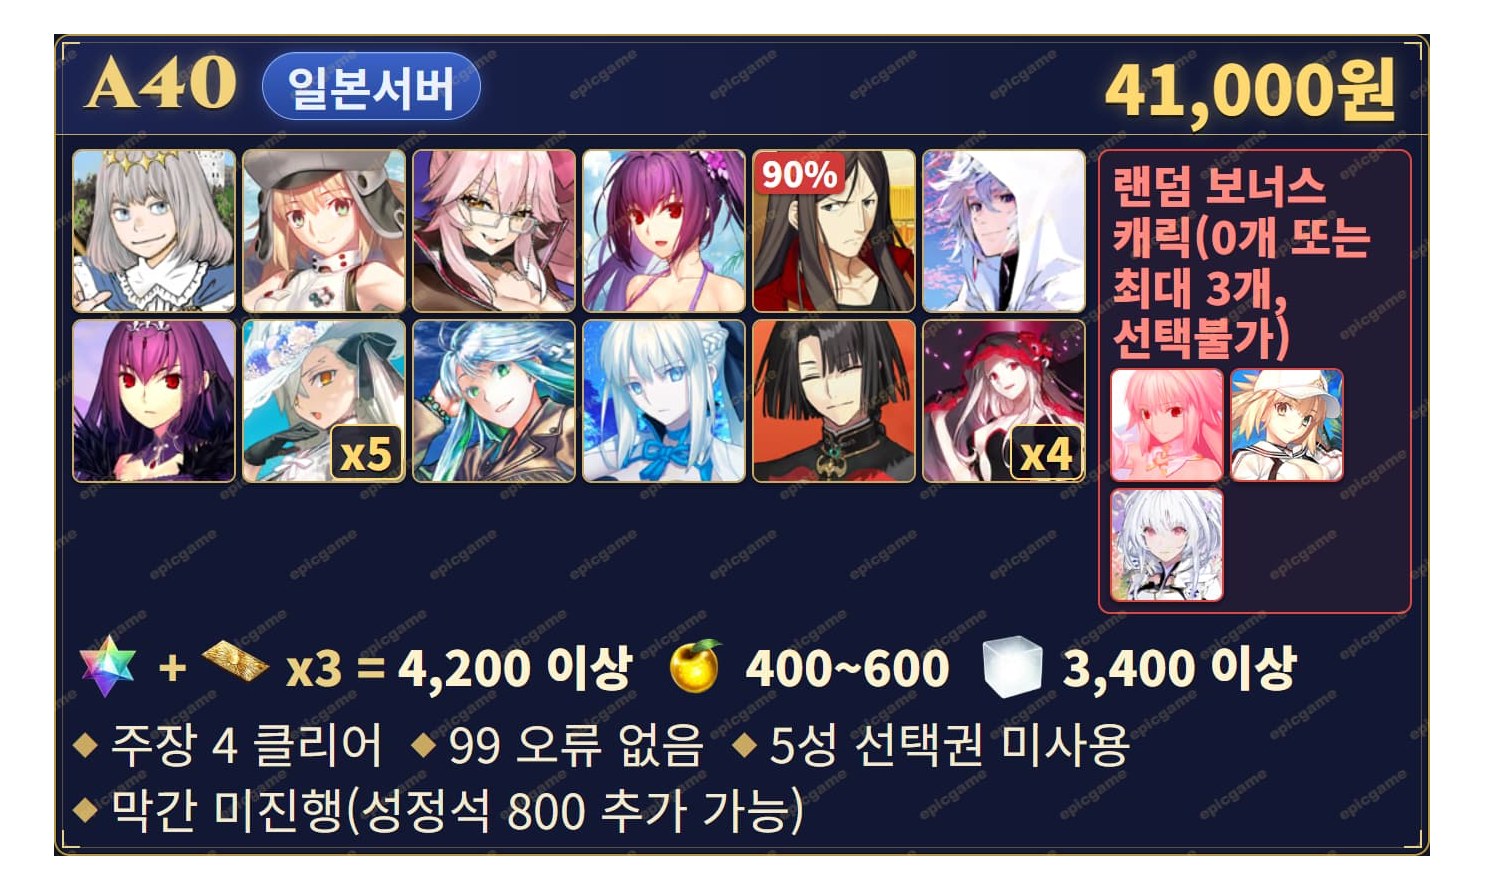 A40 일본서버 41,000원
90%
x5
x4
랜덤 보너스
캐릭(0개 또는
최대 3개,
선택불가)
+ x3 = 4,200 이상 400~600 3,400 이상
◆ 주장 4 클리어 ◆ 99 오류 없음 ◆ 5성 선택권 미사용
◆ 막간 미진행(성정석 800 추가 가능)
epicgame